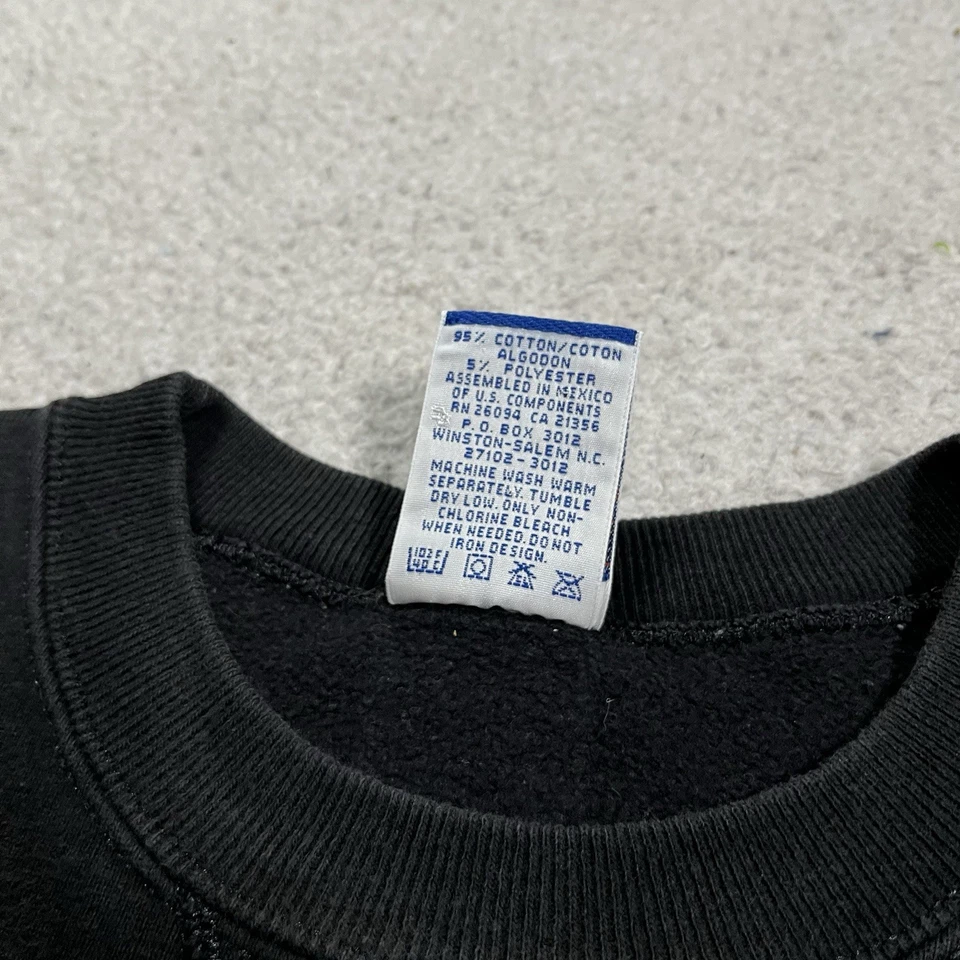 95% COTTON/COTON
ALGODON
5% POLYESTER
ASSEMBLED IN MEXICO
OF U.S. COMPONENTS
RN 26094 CA 21356
P.O. BOX 3012
WINSTON-SALEM N.C.
27102-3012
MACHINE WASH WARM
SEPARATELY. TUMBLE
DRY LOW. ONLY NON-
CHLORINE BLEACH
WHEN NEEDED. DO NOT
IRON DESIGN.
102F
40C